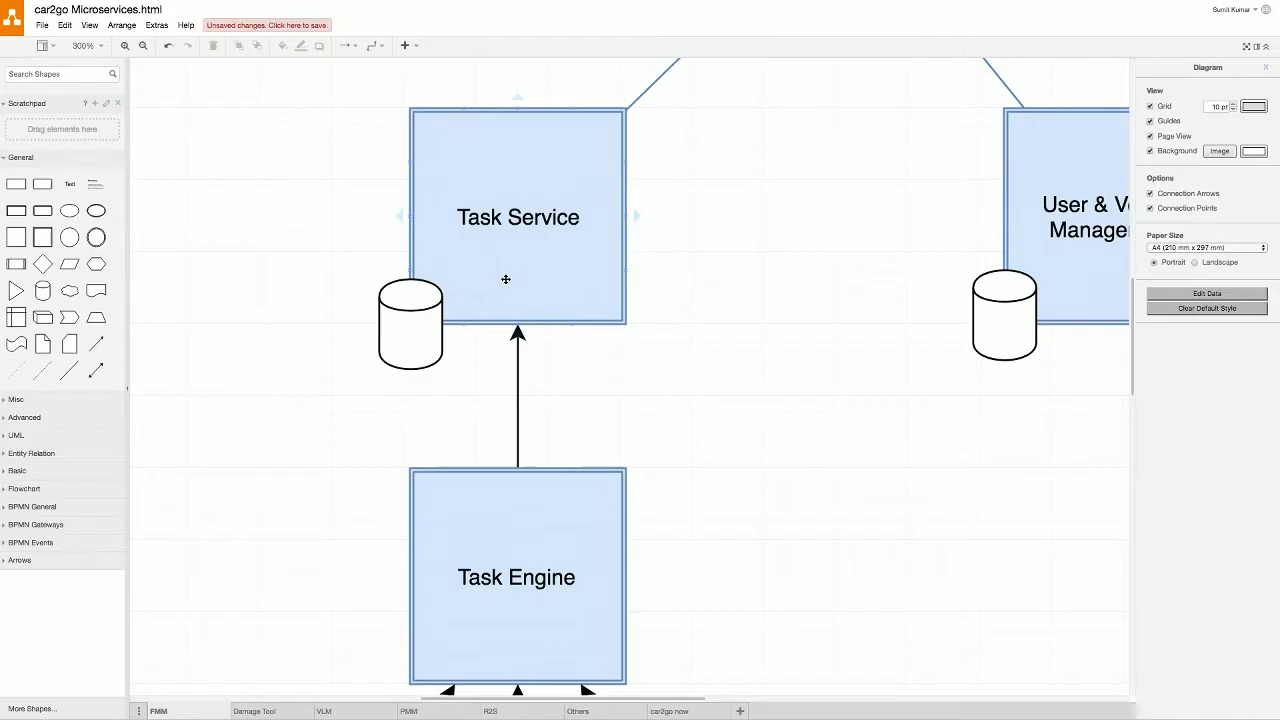 car2go Microservices.html
Sumit Kumar
File Edit View Arrange Extras Help Unsaved changes. Click here to save.
300%
Search Shapes
Scratchpad ?
Drag elements here
General
Text
Misc
Advanced
UML
Entity Relation
Basic
Flowchart
BPMN General
BPMN Gateways
BPMN Events
Arrows
More Shapes...
Task Service
Task Engine
User & V
Manage
FMM Damage Tool VLM PMM R2S Others car2go now
Diagram
View
Grid 10 pt
Guides
Page View
Background Image
Options
Connection Arrows
Connection Points
Paper Size
A4 (210 mm x 297 mm)
Portrait Landscape
Edit Data
Clear Default Style